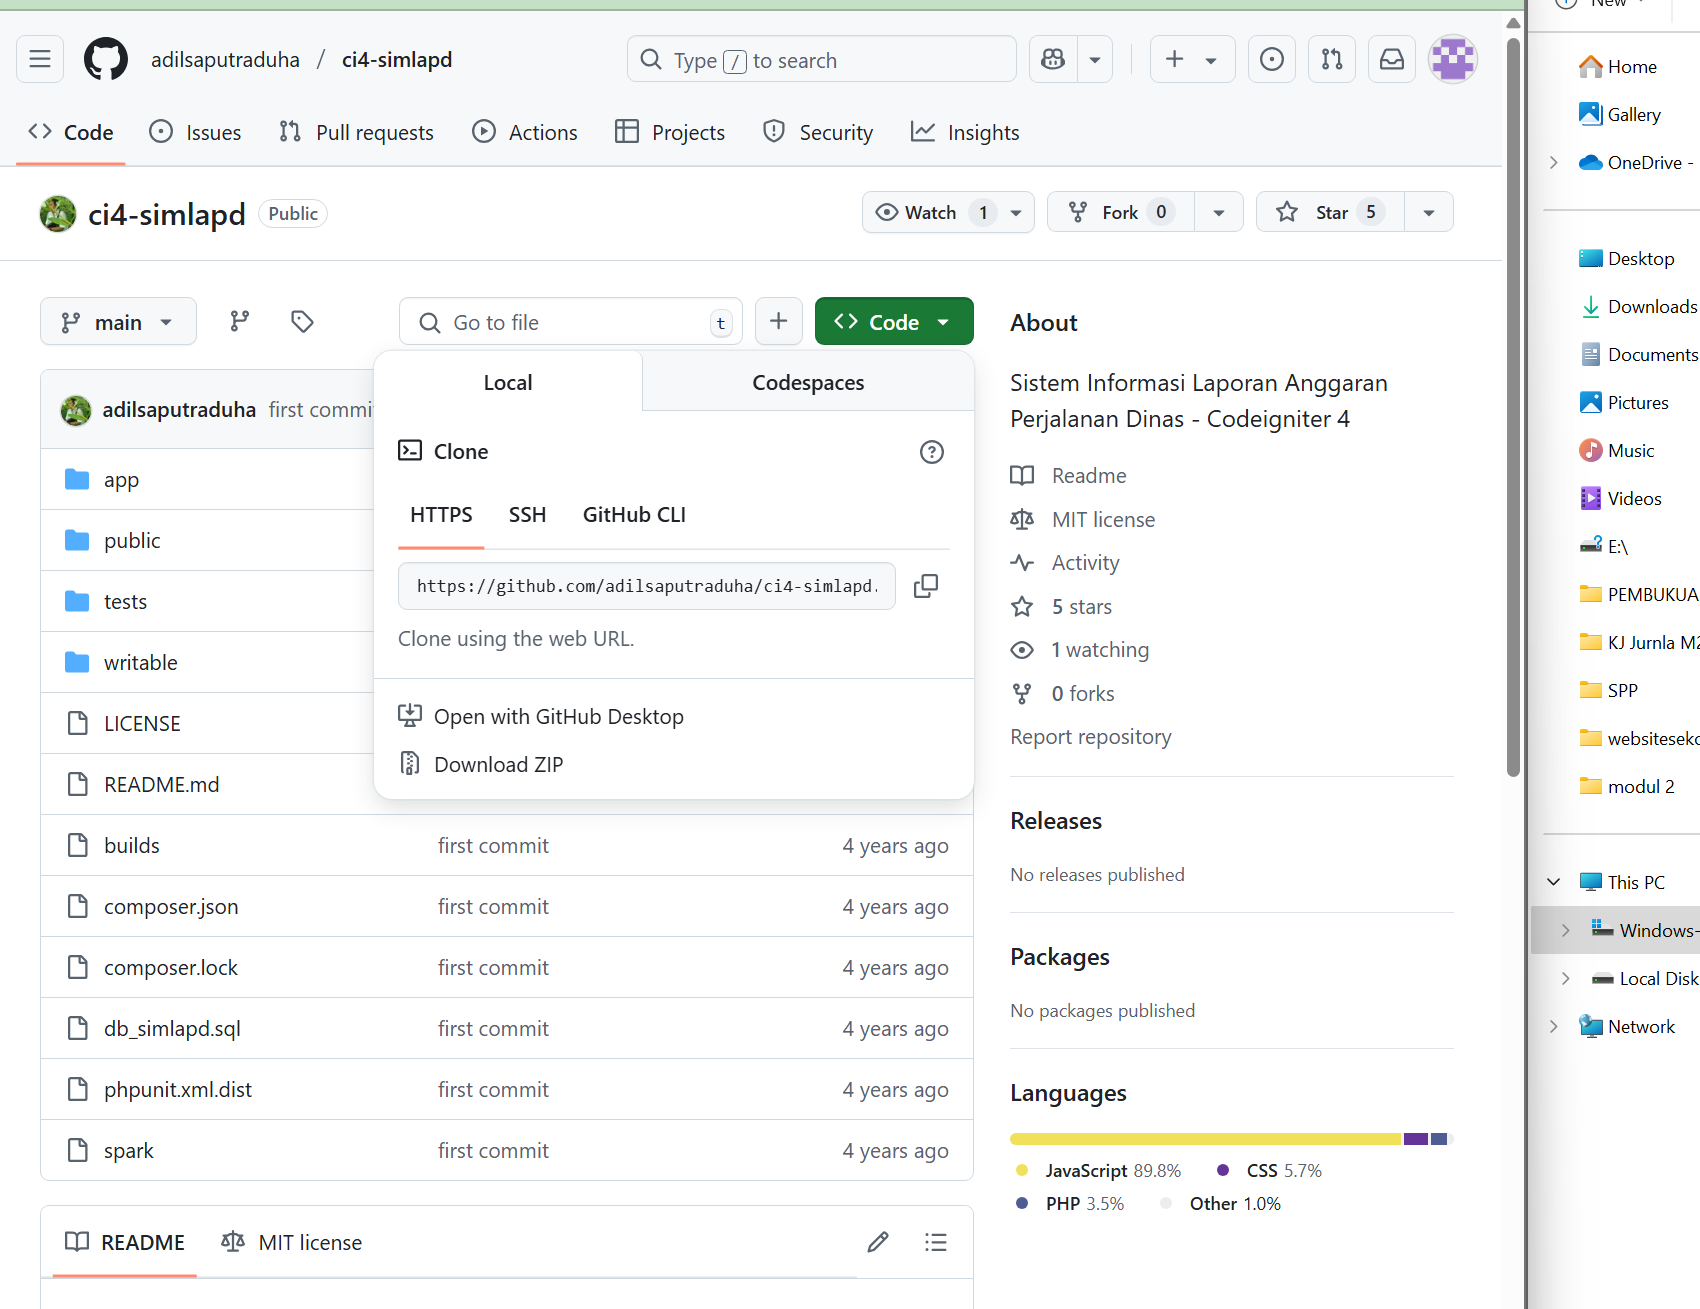 adilsaputraduha / ci4-simlapd
Type / to search
Code
Issues
Pull requests
Actions
Projects
Security
Insights
ci4-simlapd Public
Watch 1
Fork 0
Star 5
main
Go to file t
Code
Local
Codespaces
Clone
HTTPS
SSH
GitHub CLI
https://github.com/adilsaputraduha/ci4-simlapd.
Clone using the web URL.
Open with GitHub Desktop
Download ZIP
adilsaputraduha first commi
app
public
tests
writable
LICENSE
README.md
builds first commit 4 years ago
composer.json first commit 4 years ago
composer.lock first commit 4 years ago
db_simlapd.sql first commit 4 years ago
phpunit.xml.dist first commit 4 years ago
spark first commit 4 years ago
README
MIT license
About
Sistem Informasi Laporan Anggaran
Perjalanan Dinas - Codeigniter 4
Readme
MIT license
Activity
5 stars
1 watching
0 forks
Report repository
Releases
No releases published
Packages
No packages published
Languages
JavaScript 89.8%
CSS 5.7%
PHP 3.5%
Other 1.0%
New
Home
Gallery
OneDrive -
Desktop
Downloads
Documents
Pictures
Music
Videos
E:\
PEMBUKUA
KJ Jurnla M2
SPP
websiteseko
modul 2
This PC
Windows-
Local Disk
Network